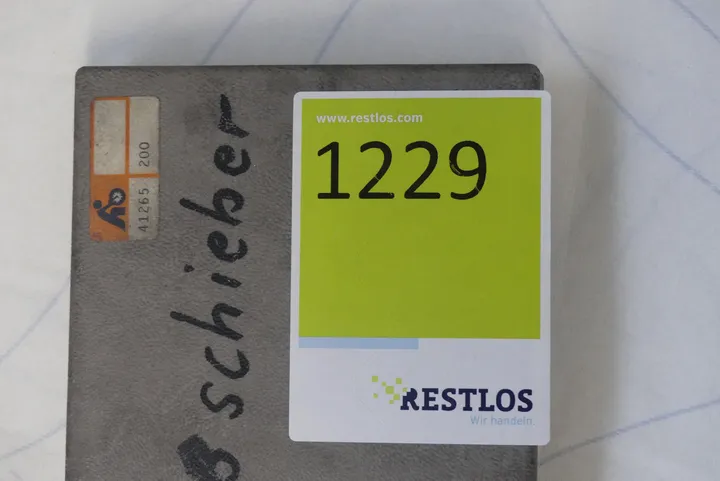 www.restlos.com
1229
RESTLOS
Wir handeln.
200
41265
schieber